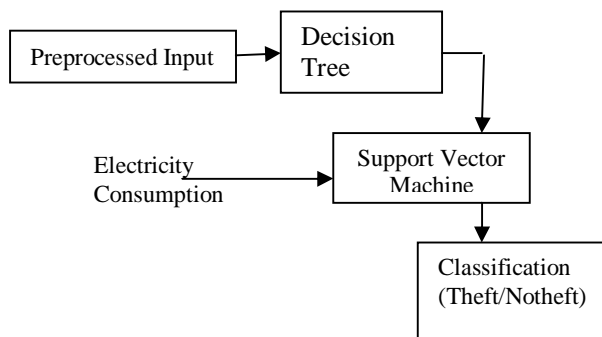 Preprocessed Input
Decision
Tree
Support Vector
Machine
Electricity
Consumption
Classification
(Theft/Notheft)